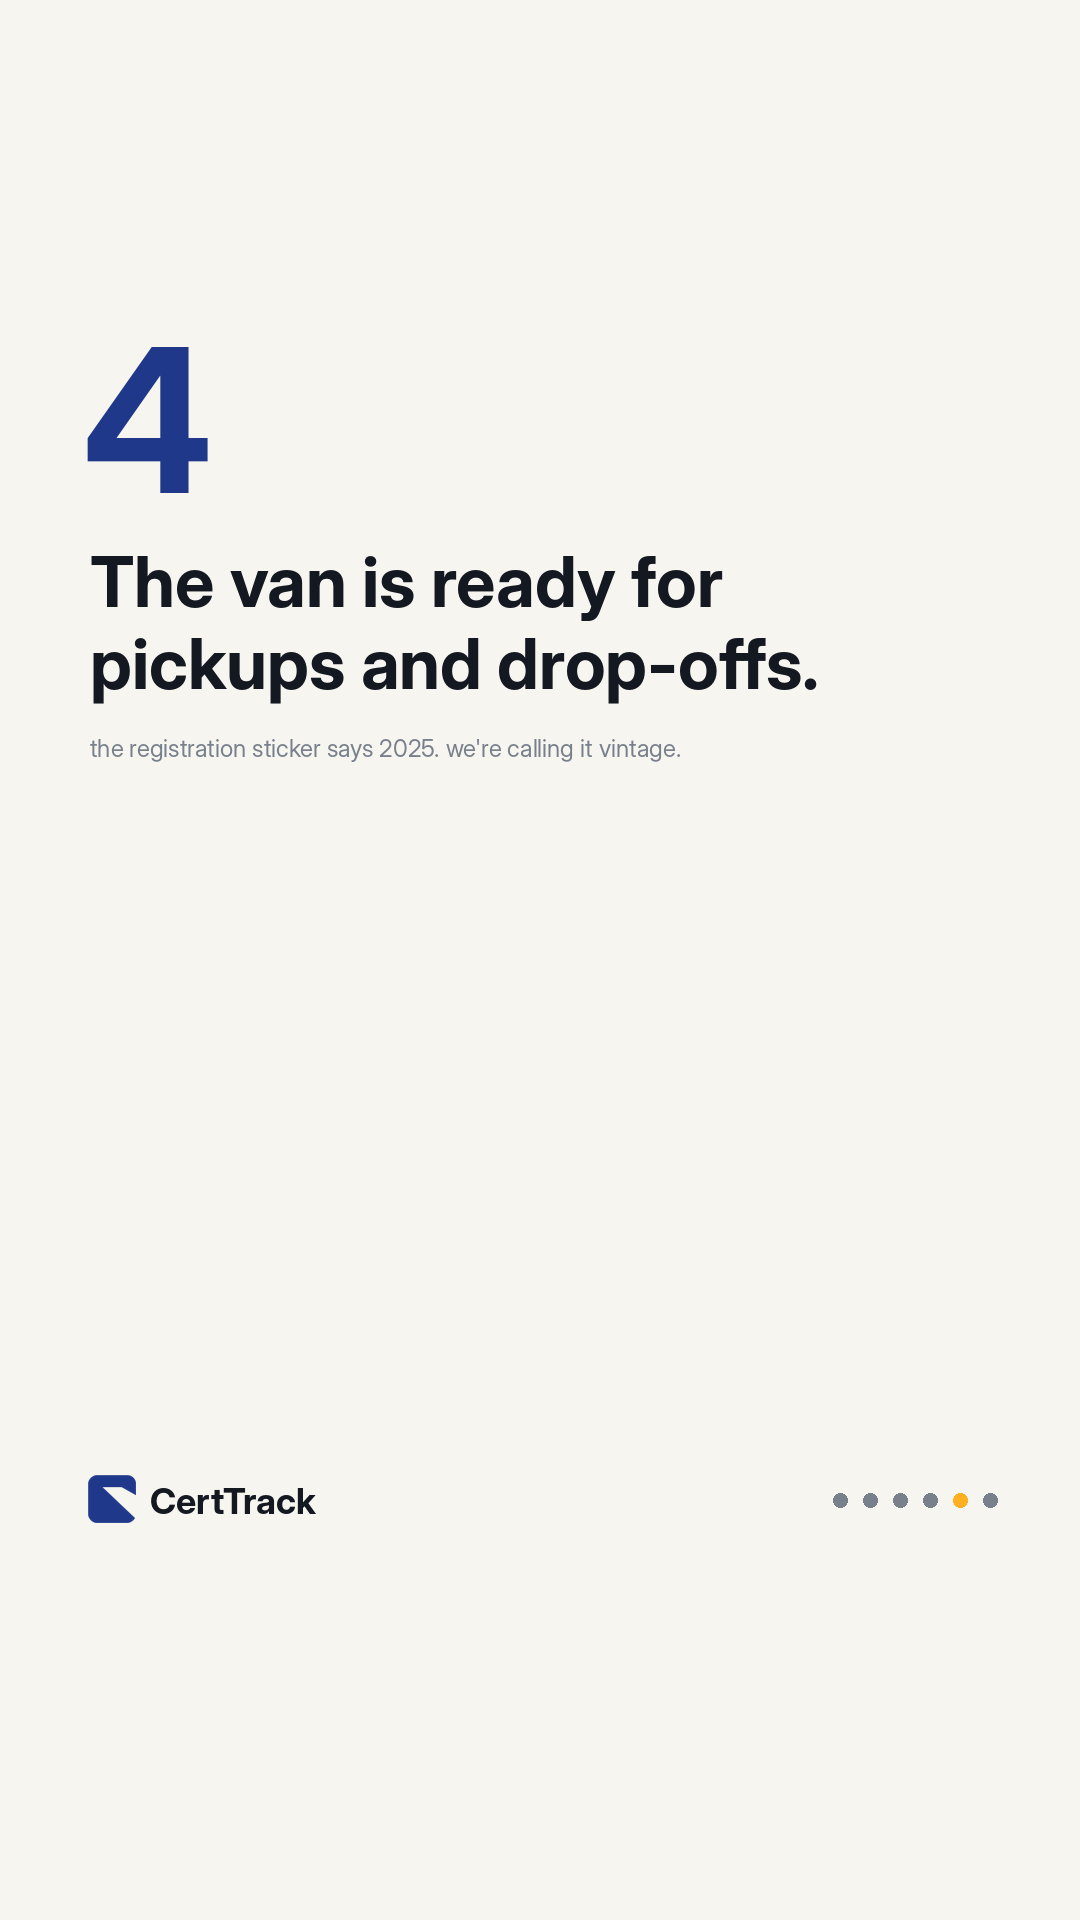 4
The van is ready for
pickups and drop-offs.
the registration sticker says 2025. we're calling it vintage.
CertTrack